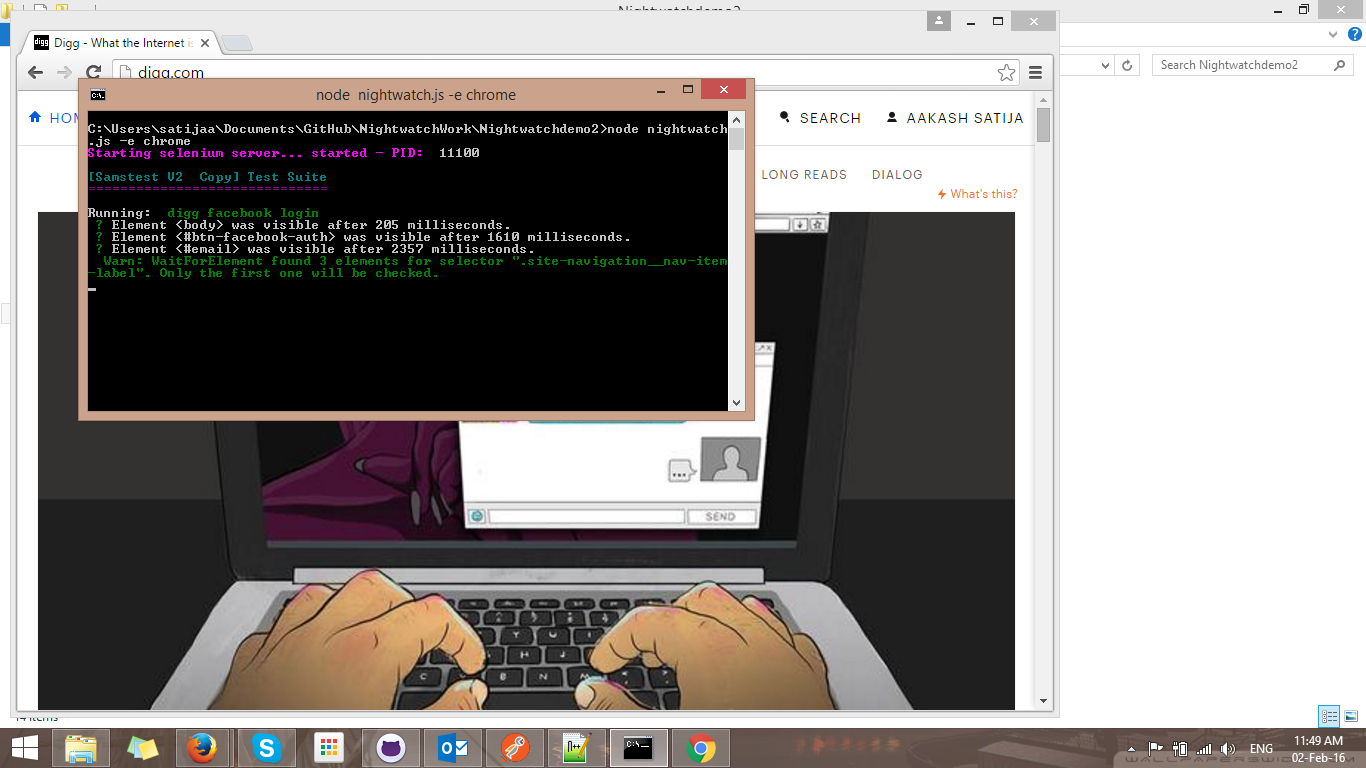 Nightwatchdemo2
digg Digg - What the Internet is
digg.com
Search Nightwatchdemo2
HOM
SEARCH
AAKASH SATIJA
LONG READS
DIALOG
What's this?
node nightwatch.js -e chrome
C:\Users\satijaa\Documents\GitHub\NightwatchWork\Nightwatchdemo2>node nightwatch
.js -e chrome
Starting selenium server... started - PID: 11100
[Samstest V2 Copy] Test Suite
==============================
Running: digg facebook login
? Element <body> was visible after 205 milliseconds.
? Element <#btn-facebook-auth> was visible after 1610 milliseconds.
? Element <#email> was visible after 2357 milliseconds.
Warn: WaitForElement found 3 elements for selector ".site-navigation__nav-item
-label". Only the first one will be checked.
SEND
C
B
N
M
Y
U
H
J
14 items
ENG
11:49 AM
02-Feb-16